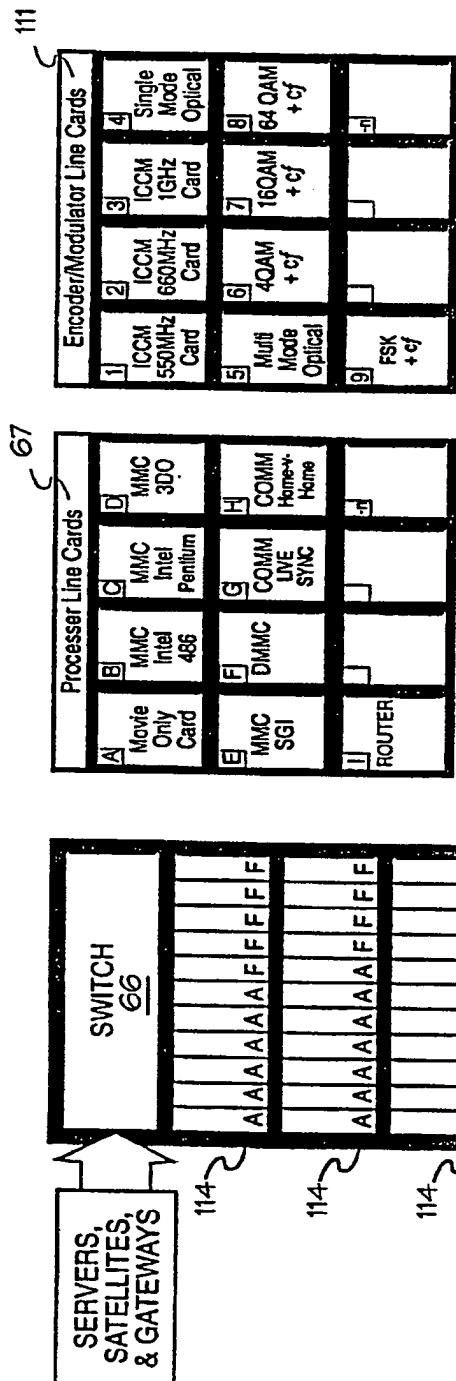 SERVERS,
SATELLITES,
& GATEWAYS
SWITCH
66
114
A A A A A A F F F F F
114
A A A A A A A F F F F
114
67
Processer Line Cards
A
Movie
Only
Card
B
MMC
Intel
486
C
MMC
Intel
Pentium
D
MMC
3DO
E
MMC
SGI
F
DMMC
G
COMM
LIVE
SYNC
H
COMM
Home-v-
Home
I
ROUTER
-n
111
Encoder/Modulator Line Cards
1
ICCM
550MHz
Card
2
ICCM
660MHz
Card
3
ICCM
1GHz
Card
4
Single
Mode
Optical
5
Multi
Mode
Optical
6
4QAM
+ cf
7
16QAM
+ cf
8
64 QAM
+ cf
9
FSK
+ cf
-n